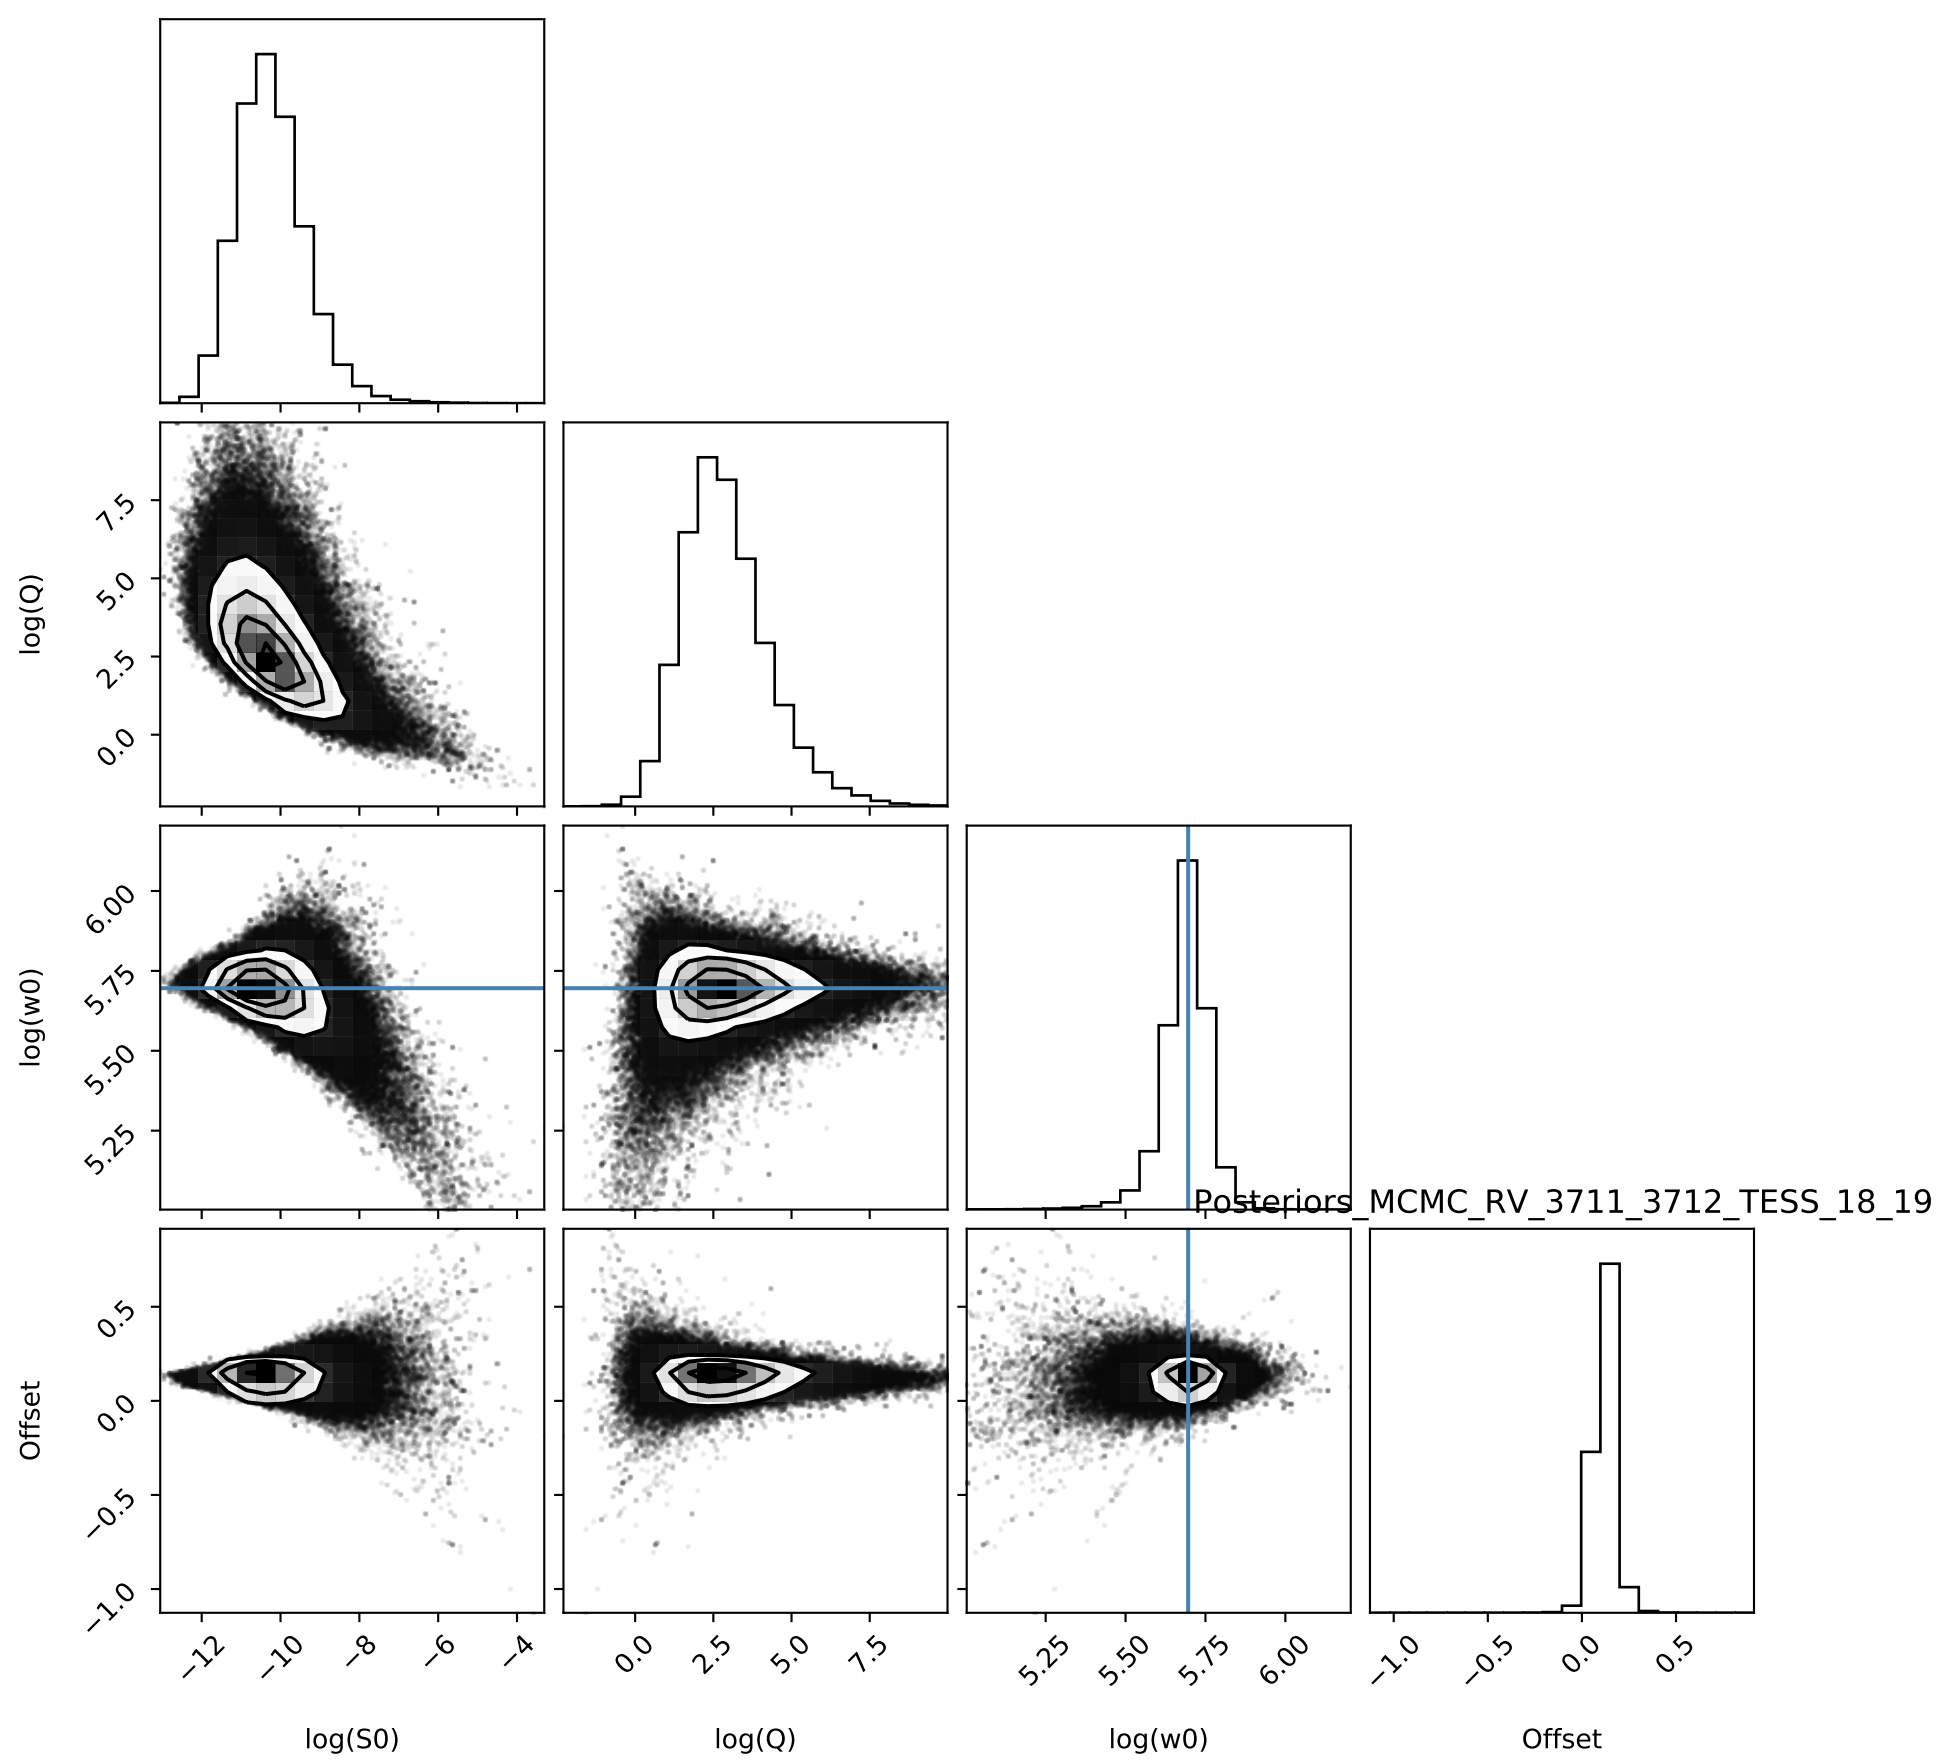 log(Q)
7.5
5.0
2.5
0.0
log(w0)
6.00
5.75
5.50
5.25
Posteriors_MCMC_RV_3711_3712_TESS_18_19
Offset
0.5
0.0
−0.5
−1.0
−12 −10 −8 −6 −4 0.0 2.5 5.0 7.5 5.25 5.50 5.75 6.00 −1.0 −0.5 0.0 0.5
log(S0) log(Q) log(w0) Offset